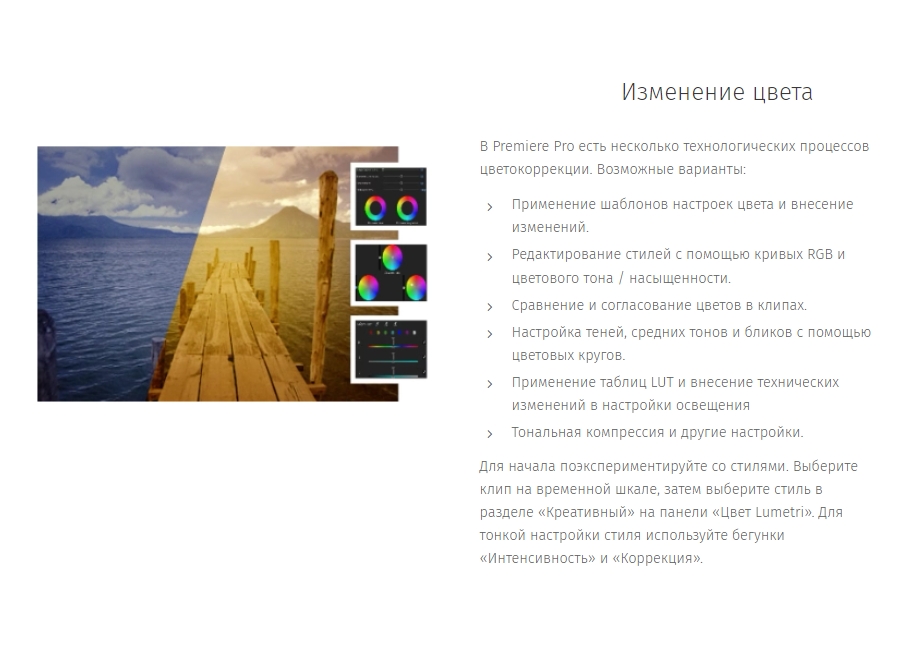 Изменение цвета
В Premiere Pro есть несколько технологических процессов
цветокоррекции. Возможные варианты:
Применение шаблонов настроек цвета и внесение
изменений.
Редактирование стилей с помощью кривых RGB и
цветового тона / насыщенности.
Сравнение и согласование цветов в клипах.
Настройка теней, средних тонов и бликов с помощью
цветовых кругов.
Применение таблиц LUT и внесение технических
изменений в настройки освещения
Тональная компрессия и другие настройки.
Для начала поэкспериментируйте со стилями. Выберите
клип на временной шкале, затем выберите стиль в
разделе «Креативный» на панели «Цвет Lumetri». Для
тонкой настройки стиля используйте бегунки
«Интенсивность» и «Коррекция».